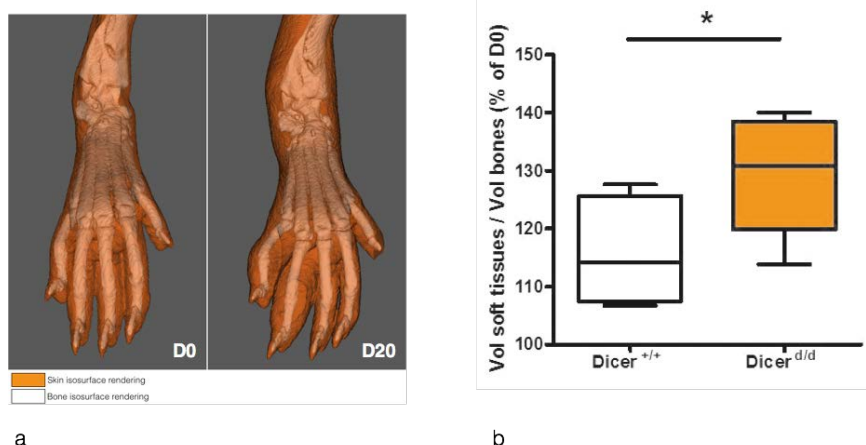 D0
D20
Skin isosurface rendering
Bone isosurface rendering
a
*
Vol soft tissues / Vol bones (% of D0)
150
140
130
120
110
100
Dicer +/+
Dicer d/d
b